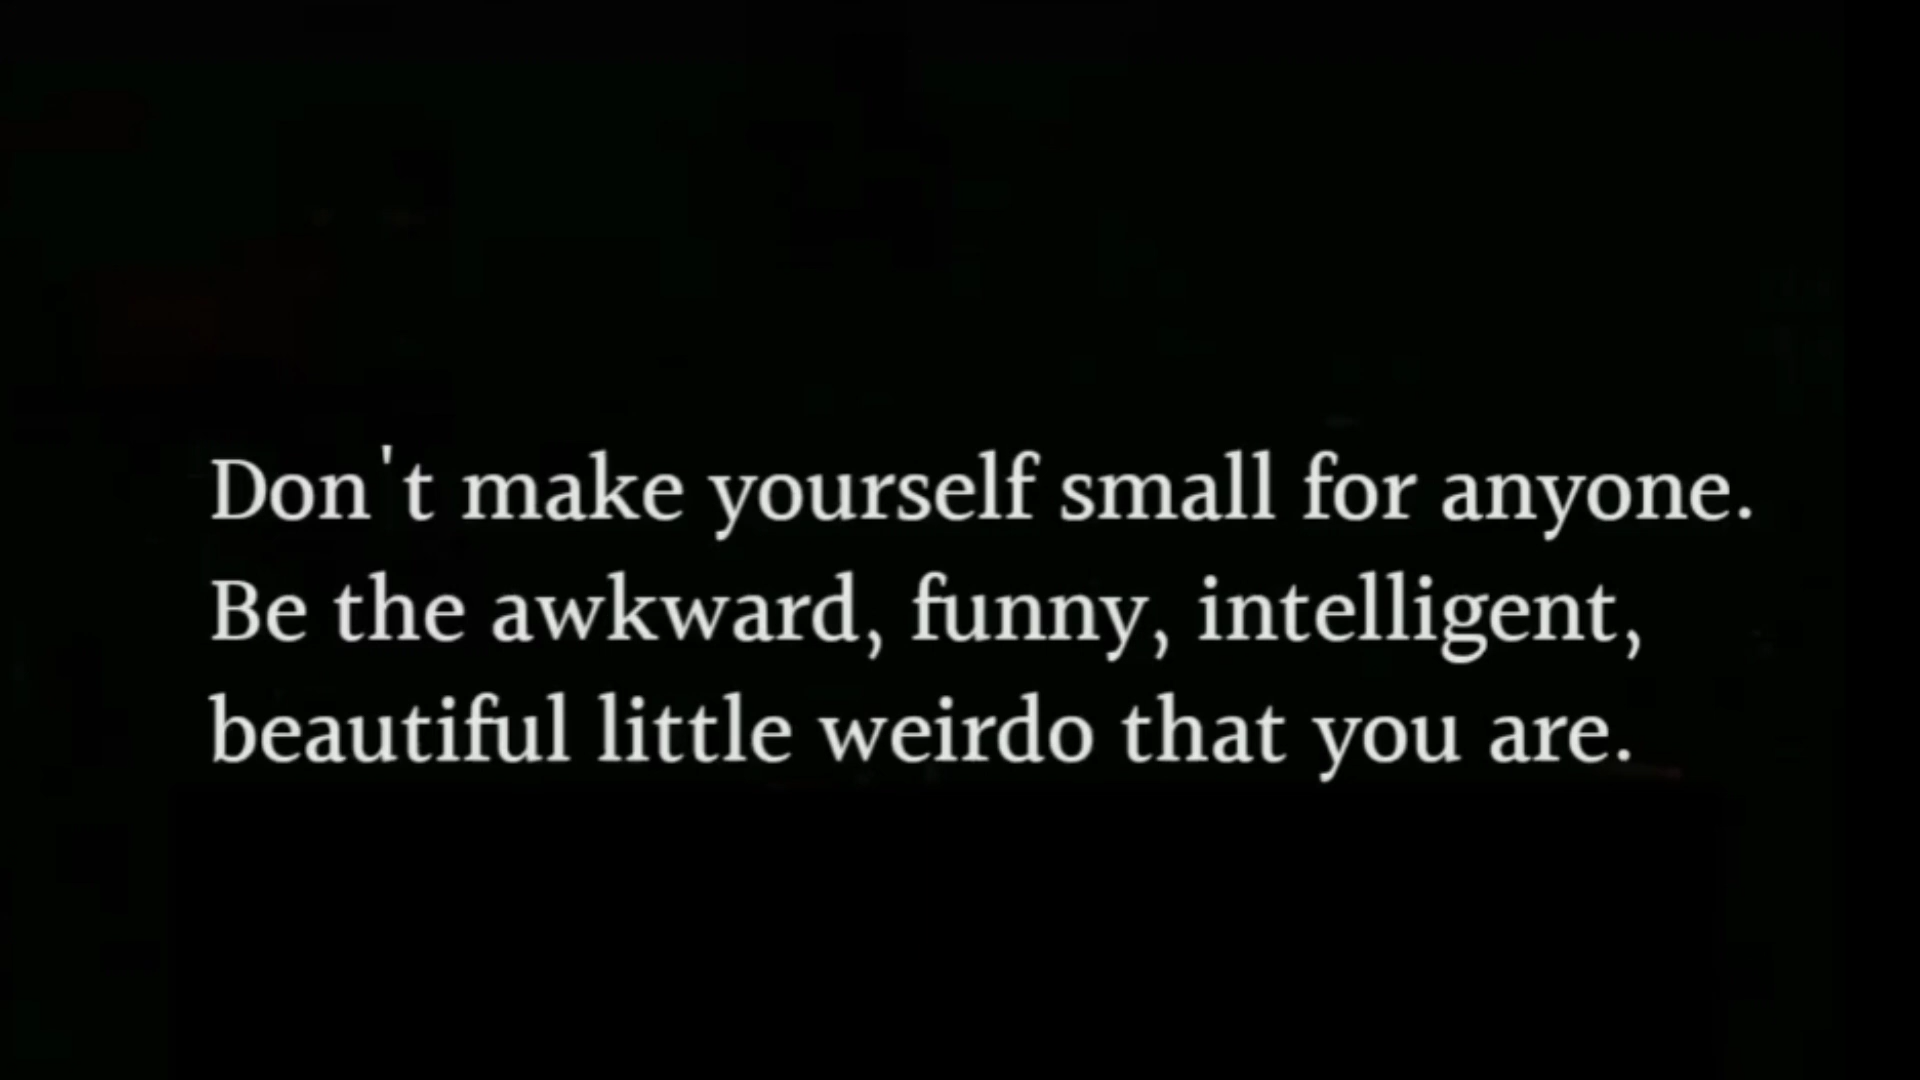 Don't make yourself small for anyone.
Be the awkward, funny, intelligent,
beautiful little weirdo that you are.